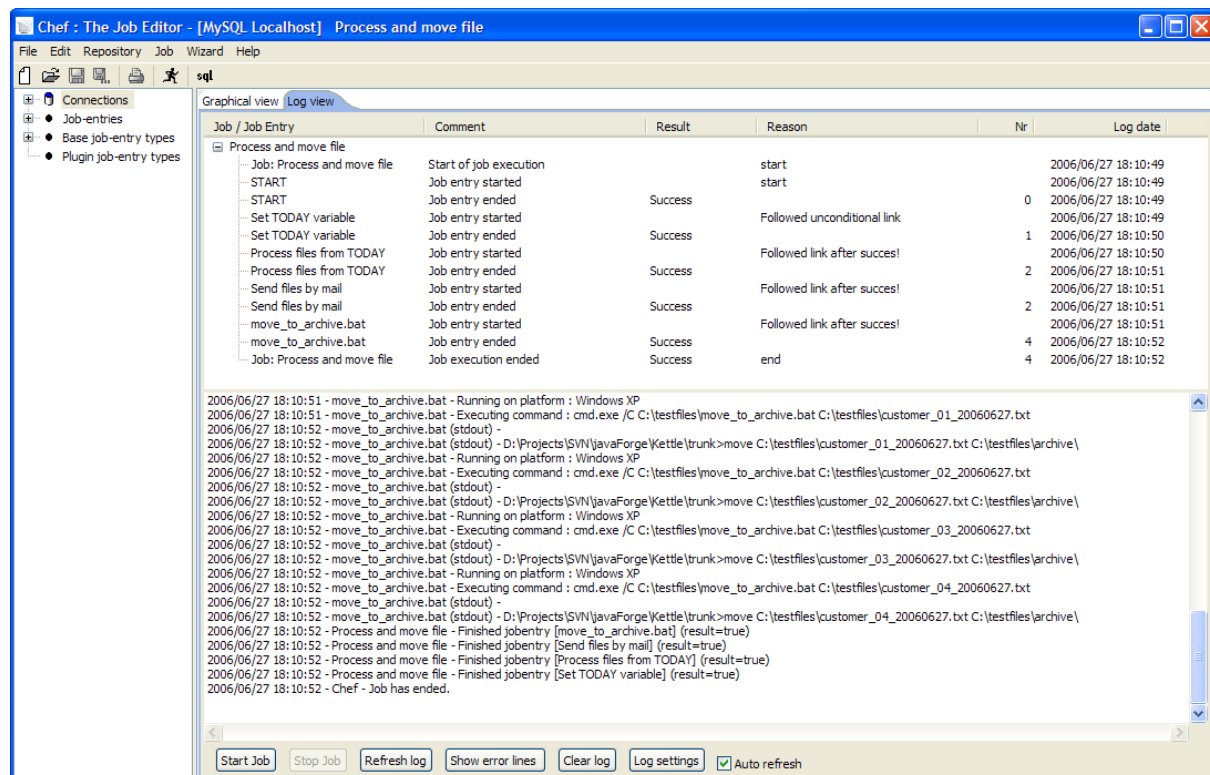 Chef : The Job Editor - [MySQL Localhost] Process and move file
File Edit Repository Job Wizard Help
sql
Connections
Job-entries
Base job-entry types
Plugin job-entry types
Graphical view Log view
Job / Job Entry Comment Result Reason Nr Log date
Process and move file
Job: Process and move file Start of job execution start 2006/06/27 18:10:49
START Job entry started start 2006/06/27 18:10:49
START Job entry ended Success 0 2006/06/27 18:10:49
Set TODAY variable Job entry started Followed unconditional link 2006/06/27 18:10:49
Set TODAY variable Job entry ended Success 1 2006/06/27 18:10:50
Process files from TODAY Job entry started Followed link after succes! 2006/06/27 18:10:50
Process files from TODAY Job entry ended Success 2 2006/06/27 18:10:51
Send files by mail Job entry started Followed link after succes! 2006/06/27 18:10:51
Send files by mail Job entry ended Success 2 2006/06/27 18:10:51
move_to_archive.bat Job entry started Followed link after succes! 2006/06/27 18:10:51
move_to_archive.bat Job entry ended Success 4 2006/06/27 18:10:52
Job: Process and move file Job execution ended Success end 4 2006/06/27 18:10:52
2006/06/27 18:10:51 - move_to_archive.bat - Running on platform : Windows XP
2006/06/27 18:10:51 - move_to_archive.bat - Executing command : cmd.exe /C C:\testfiles\move_to_archive.bat C:\testfiles\customer_01_20060627.txt
2006/06/27 18:10:52 - move_to_archive.bat (stdout) -
2006/06/27 18:10:52 - move_to_archive.bat (stdout) - D:\Projects\SVN\javaForge\Kettle\trunk>move C:\testfiles\customer_01_20060627.txt C:\testfiles\archive\
2006/06/27 18:10:52 - move_to_archive.bat - Running on platform : Windows XP
2006/06/27 18:10:52 - move_to_archive.bat - Executing command : cmd.exe /C C:\testfiles\move_to_archive.bat C:\testfiles\customer_02_20060627.txt
2006/06/27 18:10:52 - move_to_archive.bat (stdout) -
2006/06/27 18:10:52 - move_to_archive.bat (stdout) - D:\Projects\SVN\javaForge\Kettle\trunk>move C:\testfiles\customer_02_20060627.txt C:\testfiles\archive\
2006/06/27 18:10:52 - move_to_archive.bat - Running on platform : Windows XP
2006/06/27 18:10:52 - move_to_archive.bat - Executing command : cmd.exe /C C:\testfiles\move_to_archive.bat C:\testfiles\customer_03_20060627.txt
2006/06/27 18:10:52 - move_to_archive.bat (stdout) -
2006/06/27 18:10:52 - move_to_archive.bat (stdout) - D:\Projects\SVN\javaForge\Kettle\trunk>move C:\testfiles\customer_03_20060627.txt C:\testfiles\archive\
2006/06/27 18:10:52 - move_to_archive.bat - Running on platform : Windows XP
2006/06/27 18:10:52 - move_to_archive.bat - Executing command : cmd.exe /C C:\testfiles\move_to_archive.bat C:\testfiles\customer_04_20060627.txt
2006/06/27 18:10:52 - move_to_archive.bat (stdout) -
2006/06/27 18:10:52 - move_to_archive.bat (stdout) - D:\Projects\SVN\javaForge\Kettle\trunk>move C:\testfiles\customer_04_20060627.txt C:\testfiles\archive\
2006/06/27 18:10:52 - Process and move file - Finished jobentry [move_to_archive.bat] (result=true)
2006/06/27 18:10:52 - Process and move file - Finished jobentry [Send files by mail] (result=true)
2006/06/27 18:10:52 - Process and move file - Finished jobentry [Process files from TODAY] (result=true)
2006/06/27 18:10:52 - Process and move file - Finished jobentry [Set TODAY variable] (result=true)
2006/06/27 18:10:52 - Chef - Job has ended.
Start Job Stop Job Refresh log Show error lines Clear log Log settings Auto refresh